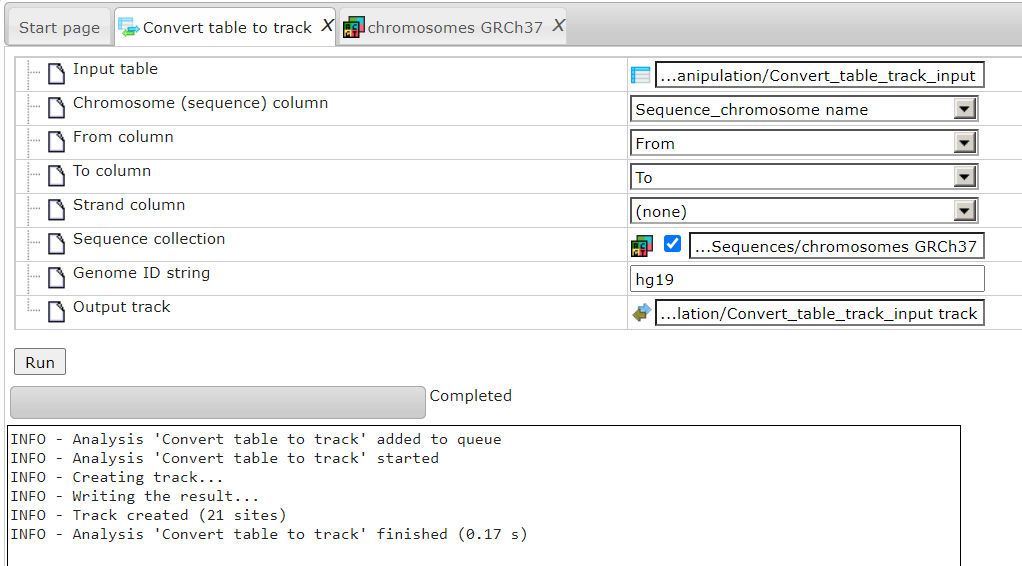 Start page Convert table to track X chromosomes GRCh37 X
Input table ...anipulation/Convert_table_track_input
Chromosome (sequence) column Sequence_chromosome name
From column From
To column To
Strand column (none)
Sequence collection ...Sequences/chromosomes GRCh37
Genome ID string hg19
Output track ...lation/Convert_table_track_input track
Run
Completed
INFO - Analysis 'Convert table to track' added to queue
INFO - Analysis 'Convert table to track' started
INFO - Creating track...
INFO - Writing the result...
INFO - Track created (21 sites)
INFO - Analysis 'Convert table to track' finished (0.17 s)